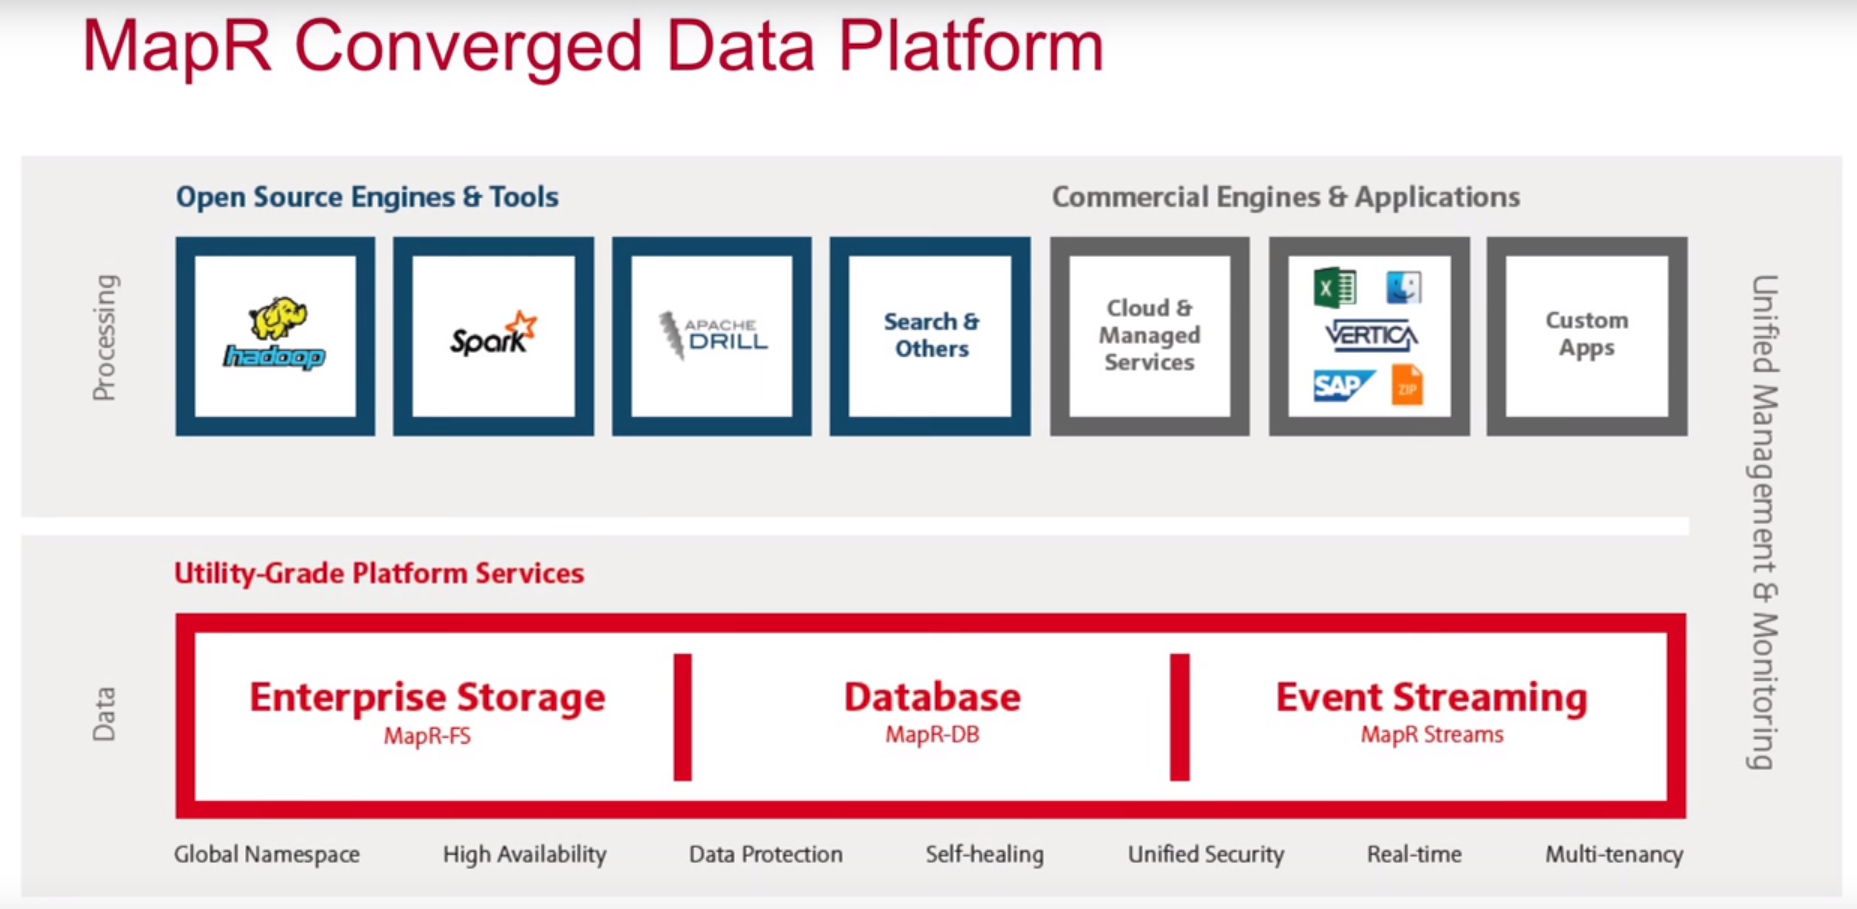 MapR Converged Data Platform
Open Source Engines & Tools
Commercial Engines & Applications
Processing
hadoop
Spark
APACHE
DRILL
Search &
Others
Cloud &
Managed
Services
X
VERTICA
SAP
ZIP
Custom
Apps
Unified Management & Monitoring
Utility-Grade Platform Services
Data
Enterprise Storage
MapR-FS
Database
MapR-DB
Event Streaming
MapR Streams
Global Namespace
High Availability
Data Protection
Self-healing
Unified Security
Real-time
Multi-tenancy